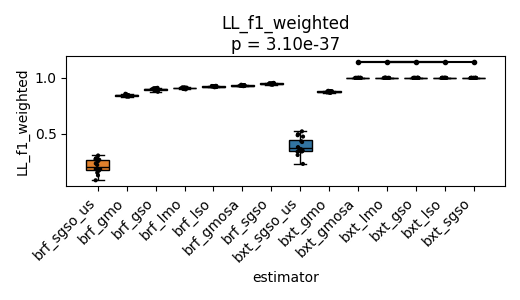 LL_f1_weighted
p = 3.10e-37
LL_f1_weighted
1.0
0.5
brf_sgso_us
brf_gmo
brf_gso
brf_lmo
brf_lso
brf_gmosa
brf_sgso
bxt_sgso_us
bxt_gmo
bxt_gmosa
bxt_lmo
bxt_gso
bxt_lso
bxt_sgso
estimator